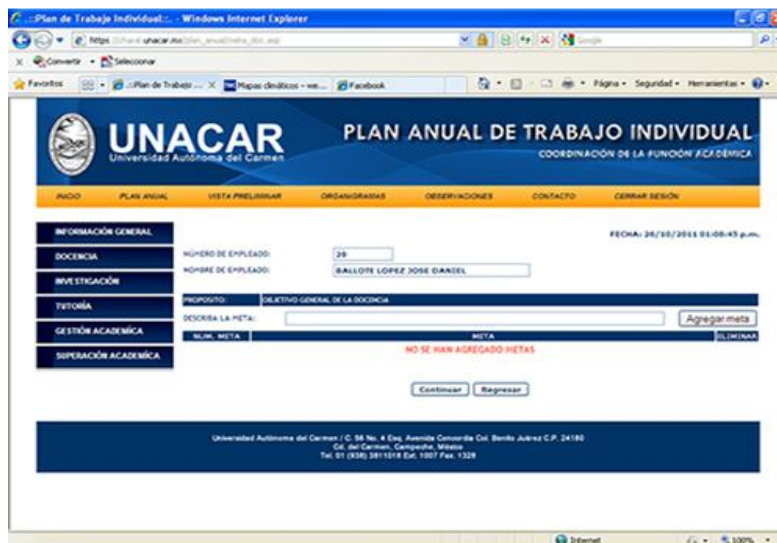 .::Plan de Trabajo Individual::. - Windows Internet Explorer
Convertir Seleccionar
Favoritos .::Plan de Trabajo .... Mapas climáticos - we... Facebook Página Seguridad Herramientas
UNACAR
Universidad Autónoma del Carmen
PLAN ANUAL DE TRABAJO INDIVIDUAL
COORDINACIÓN DE LA FUNCIÓN ACADÉMICA
INICIO PLAN ANUAL VISTA PRELIMINAR ORGANIGRAMAS OBSERVACIONES CONTACTO CERRAR SESIÓN
INFORMACIÓN GENERAL
DOCENCIA
INVESTIGACIÓN
TUTORÍA
GESTIÓN ACADEMÍCA
SUPERACIÓN ACADEMÍCA
FECHA: 26/10/2011 01:08:45 p.m.
NÚMERO DE EMPLEADO: 20
NOMBRE DE EMPLEADO: BALLOTE LOPEZ JOSE DANIEL
PROPOSITO: OBJETIVO GENERAL DE LA DOCENCIA
DESCRIBA LA META: Agregar meta
NUM. META META ELIMINAR
NO SE HAN AGREGADO METAS
Continuar Regresar
Universidad Autónoma del Carmen / C. 56 No. 4 Esq. Avenida Concordia Col. Benito Juárez C.P. 24180
Cd. del Carmen, Campeche, México
Tel. 01 (938) 3811018 Ext. 1007 Fax. 1326
Internet 100%